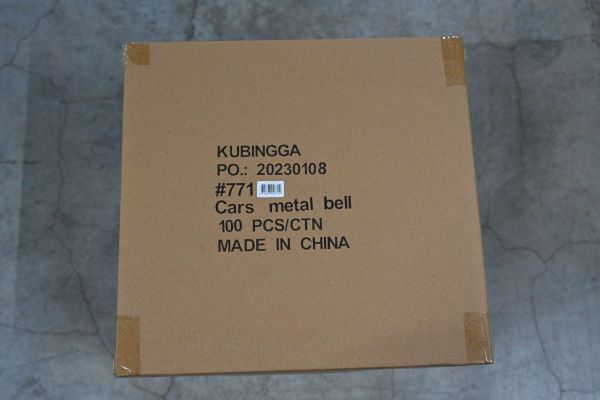 KUBINGGA
PO.: 20230108
#771
Cars metal bell
100 PCS/CTN
MADE IN CHINA